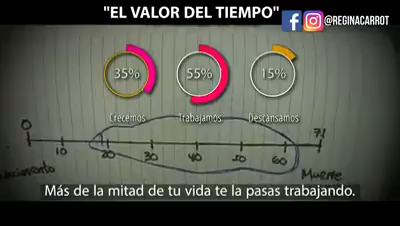 "EL VALOR DEL TIEMPO"
@REGINACARROT
35%
55%
15%
Crecemos
Trabajamos
Descansamos
0
71
10
20
30
40
50
60
Nacimiento
Muerte
Más de la mitad de tu vida te la pasas trabajando.